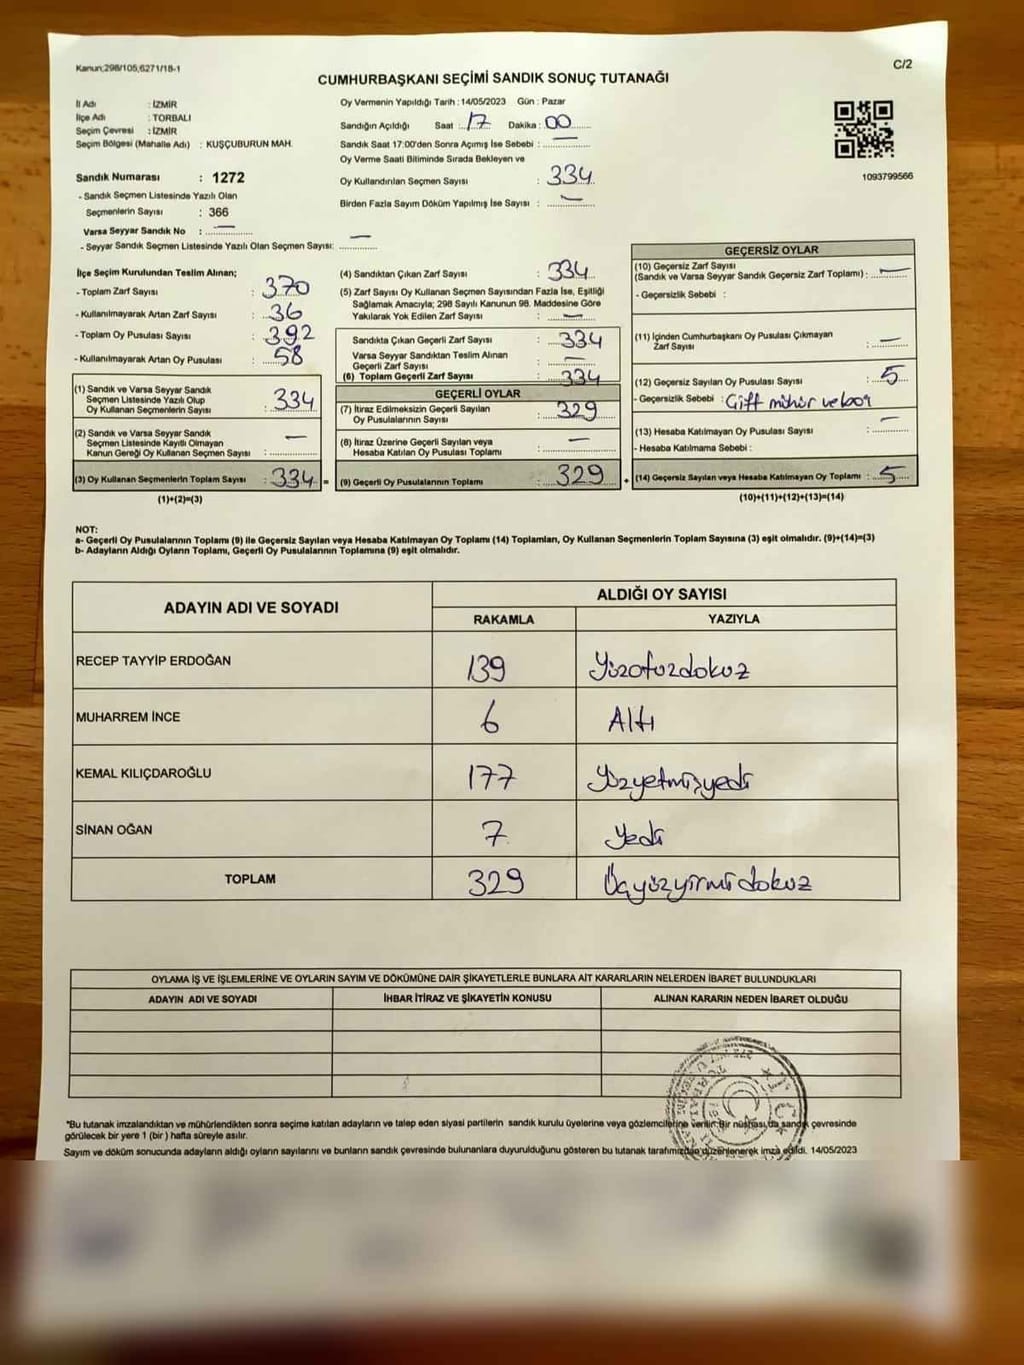 Kanun;298/105,6271/18-1
C/2
CUMHURBAŞKANI SEÇİMİ SANDIK SONUÇ TUTANAĞI
İl Adı : İZMİR
İlçe Adı : TORBALI
Seçim Çevresi : İZMİR
Seçim Bölgesi (Mahalle Adı) : KUŞÇUBURUN MAH.
Sandık Numarası : 1272
- Sandık Seçmen Listesinde Yazılı Olan
Seçmenlerin Sayısı : 366
Varsa Seyyar Sandık No : —
- Seyyar Sandık Seçmen Listesinde Yazılı Olan Seçmen Sayısı: —
Oy Vermenin Yapıldığı Tarih : 14/05/2023 Gün : Pazar
Sandığın Açıldığı Saat : 17 Dakika : 00
Sandık Saat 17:00'den Sonra Açımış İse Sebebi : —
Oy Verme Saati Bitiminde Sırada Bekleyen ve
Oy Kullandırılan Seçmen Sayısı : 334
Birden Fazla Sayım Döküm Yapılmış İse Sayısı : —
1093799566
İlçe Seçim Kurulundan Teslim Alınan;
- Toplam Zarf Sayısı : 370
- Kullanılmayarak Artan Zarf Sayısı : 36
- Toplam Oy Pusulası Sayısı : 392
- Kullanılmayarak Artan Oy Pusulası : 58
(1) Sandık ve Varsa Seyyar Sandık
Seçmen Listesinde Yazılı Olup
Oy Kullanan Seçmenlerin Sayısı : 334
(2) Sandık ve Varsa Seyyar Sandık
Seçmen Listesinde Kayıtlı Olmayan
Kanun Gereği Oy Kullanan Seçmen Sayısı : —
(3) Oy Kullanan Seçmenlerin Toplam Sayısı : 334 =
(1)+(2)=(3)
(4) Sandıktan Çıkan Zarf Sayısı : 334
(5) Zarf Sayısı Oy Kullanan Seçmen Sayısından Fazla İse, Eşitliği
Sağlamak Amacıyla; 298 Sayılı Kanunun 98. Maddesine Göre
Yakılarak Yok Edilen Zarf Sayısı : —
Sandıkta Çıkan Geçerli Zarf Sayısı : 334
Varsa Seyyar Sandıktan Teslim Alınan
Geçerli Zarf Sayısı : —
(6) Toplam Geçerli Zarf Sayısı : 334
GEÇERLİ OYLAR
(7) İtiraz Edilmeksizin Geçerli Sayılan
Oy Pusulalarının Sayısı : 329
(8) İtiraz Üzerine Geçerli Sayılan veya
Hesaba Katılan Oy Pusulası Toplamı : —
(9) Geçerli Oy Pusulalarının Toplamı : 329 +
GEÇERSİZ OYLAR
(10) Geçersiz Zarf Sayısı
(Sandık ve Varsa Seyyar Sandık Geçersiz Zarf Toplamı) : —
- Geçersizlik Sebebi :
(11) İçinden Cumhurbaşkanı Oy Pusulası Çıkmayan
Zarf Sayısı : —
(12) Geçersiz Sayılan Oy Pusulası Sayısı : 5
- Geçersizlik Sebebi : Çift mühür ve
(13) Hesaba Katılmayan Oy Pusulası Sayısı : —
- Hesaba Katılmama Sebebi :
(14) Geçersiz Sayılan veya Hesaba Katılmayan Oy Toplamı : 5
(10)+(11)+(12)+(13)=(14)
NOT:
a- Geçerli Oy Pusulalarının Toplamı (9) ile Geçersiz Sayılan veya Hesaba Katılmayan Oy Toplamı (14) Toplamları, Oy Kullanan Seçmenlerin Toplam Sayısına (3) eşit olmalıdır. (9)+(14)=(3)
b- Adayların Aldığı Oyların Toplamı, Geçerli Oy Pusulalarının Toplamına (9) eşit olmalıdır.
ADAYIN ADI VE SOYADI
ALDIĞI OY SAYISI
RAKAMLA YAZIYLA
RECEP TAYYİP ERDOĞAN 139 Yüzotuzdokuz
MUHARREM İNCE 6 Altı
KEMAL KILIÇDAROĞLU 177 Yüzyetmişyedi
SİNAN OĞAN 7 Yedi
TOPLAM 329 Üçyüzyirmidokuz
OYLAMA İŞ VE İŞLEMLERİNE VE OYLARIN SAYIM VE DÖKÜMÜNE DAİR ŞİKAYETLERLE BUNLARA AİT KARARLARIN NELERDEN İBARET BULUNDUKLARI
ADAYIN ADI VE SOYADI İHBAR İTİRAZ VE ŞİKAYETİN KONUSU ALINAN KARARIN NEDEN İBARET OLDUĞU
*Bu tutanak imzalandıktan ve mühürlendikten sonra seçime katılan adayların ve talep eden siyasi partilerin sandık kurulu üyelerine veya gözlemcilerine verilir.Bir nüshası da sandık çevresinde
görülecek bir yere 1 (bir ) hafta süreyle asılır.
Sayım ve döküm sonucunda adayların aldığı oyların sayılarını ve bunların sandık çevresinde bulunanlara duyurulduğunu gösteren bu tutanak tarafımızdan düzenlenerek imza edildi. 14/05/2023